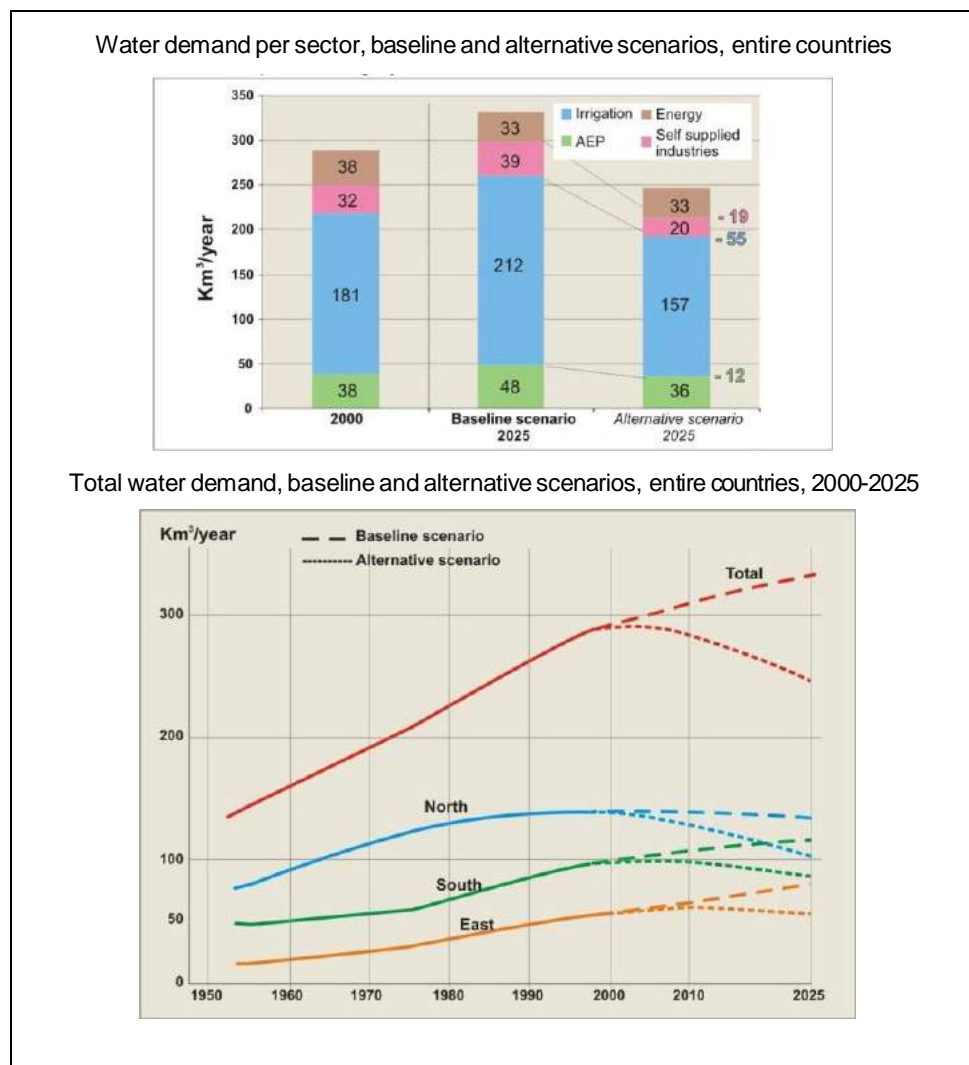 Water demand per sector, baseline and alternative scenarios, entire countries
350
300
250
200
150
100
50
0
Km³/year
Irrigation
Energy
AEP
Self supplied
industries
38
32
181
38
33
39
212
48
33
20
157
36
- 19
- 55
- 12
2000
Baseline scenario
2025
Alternative scenario
2025
Total water demand, baseline and alternative scenarios, entire countries, 2000-2025
Km³/year
Baseline scenario
Alternative scenario
Total
300
200
North
100
South
50
East
0
1950
1960
1970
1980
1990
2000
2010
2025